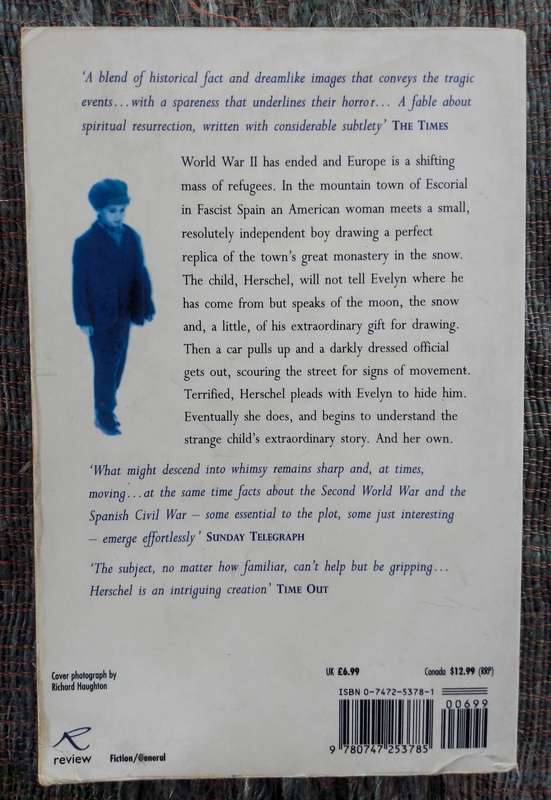 ‘A blend of historical fact and dreamlike images that conveys the tragic
events...with a spareness that underlines their horror... A fable about
spiritual resurrection, written with considerable subtlety’ THE TIMES
World War II has ended and Europe is a shifting
mass of refugees. In the mountain town of Escorial
in Fascist Spain an American woman meets a small,
resolutely independent boy drawing a perfect
replica of the town’s great monastery in the snow.
The child, Herschel, will not tell Evelyn where he
has come from but speaks of the moon, the snow
and, a little, of his extraordinary gift for drawing.
Then a car pulls up and a darkly dressed official
gets out, scouring the street for signs of movement.
Terrified, Herschel pleads with Evelyn to hide him.
Eventually she does, and begins to understand the
strange child’s extraordinary story. And her own.
‘What might descend into whimsy remains sharp and, at times,
moving...at the same time facts about the Second World War and the
Spanish Civil War – some essential to the plot, some just interesting
– emerge effortlessly’ SUNDAY TELEGRAPH
‘The subject, no matter how familiar, can’t help but be gripping...
Herschel is an intriguing creation’ TIME OUT
Cover photograph by
Richard Haughton
UK £6.99
Canada $12.99 (RRP)
ISBN 0-7472-5378-1
00699
9 780747 253785
R
review
Fiction/General